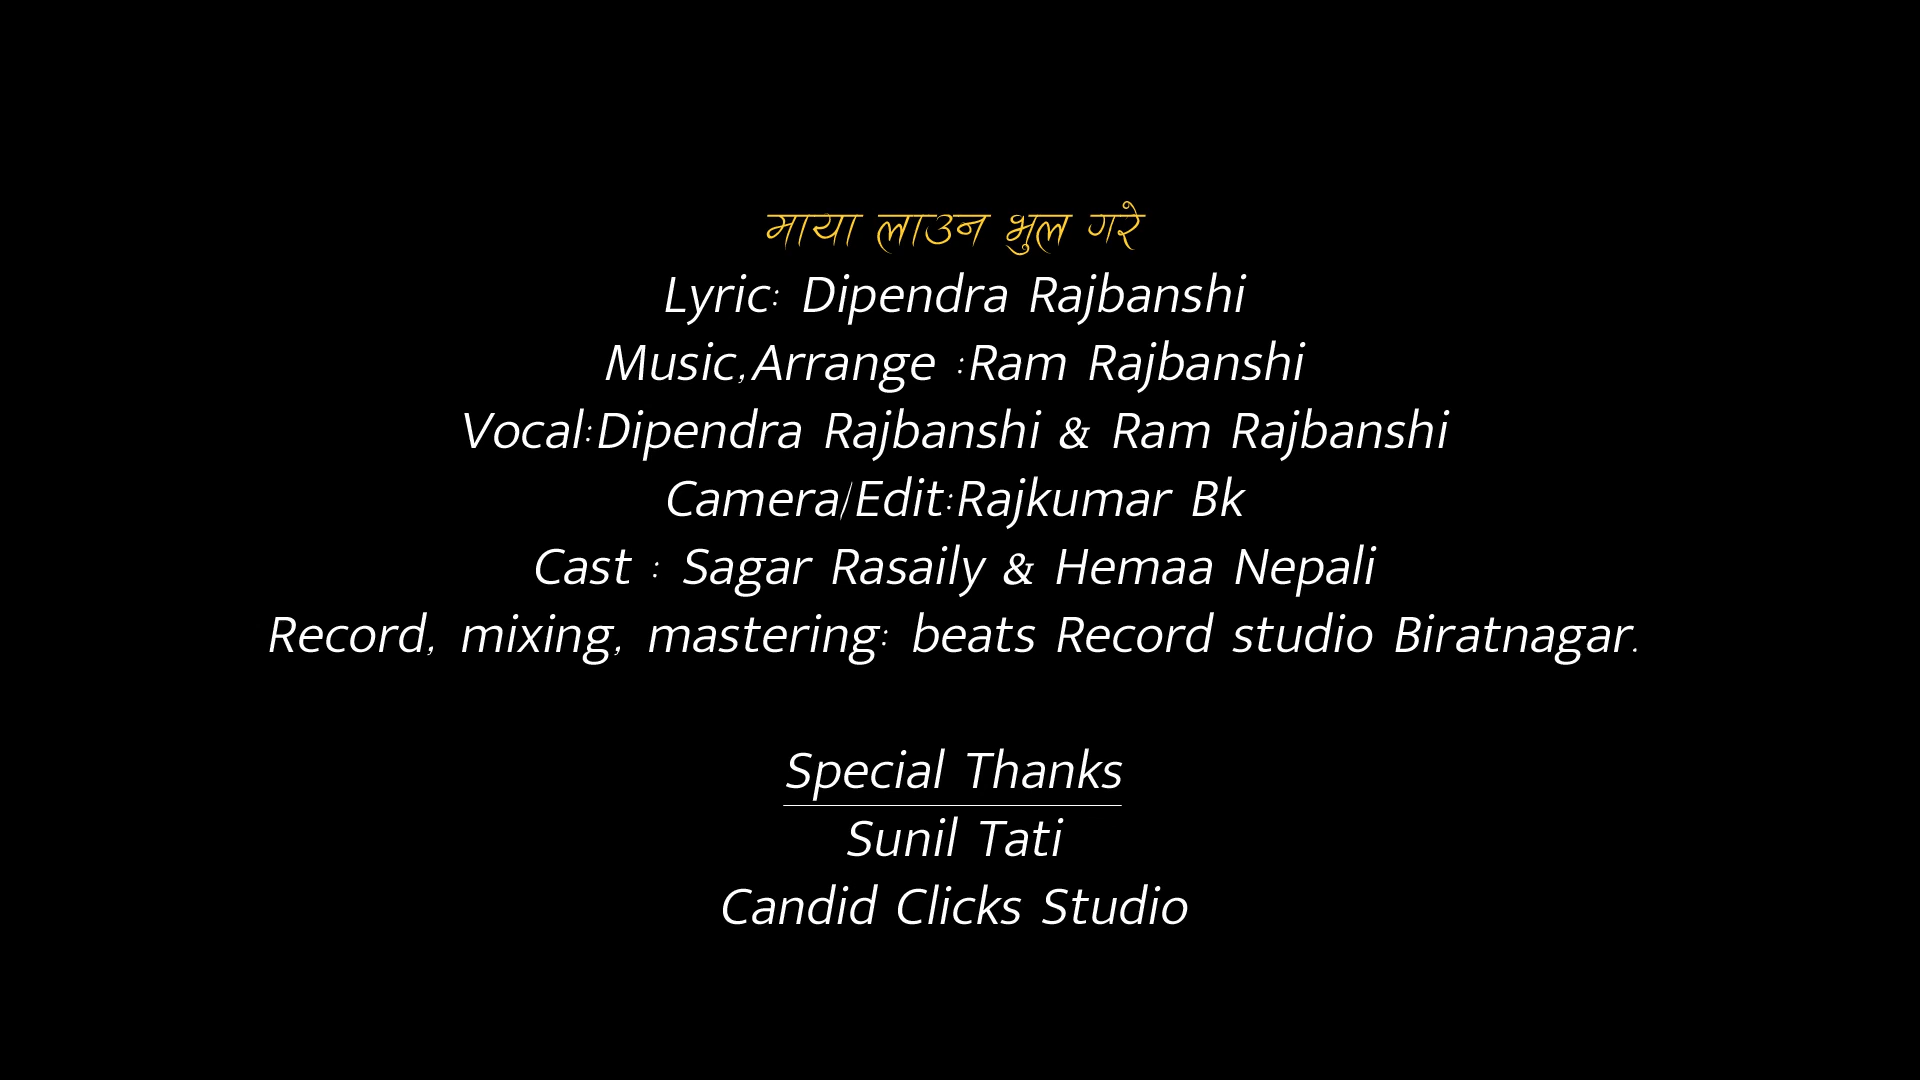 माया लाउन भुल गरे
Lyric: Dipendra Rajbanshi
Music,Arrange :Ram Rajbanshi
Vocal:Dipendra Rajbanshi & Ram Rajbanshi
Camera/Edit:Rajkumar Bk
Cast : Sagar Rasaily & Hemaa Nepali
Record, mixing, mastering: beats Record studio Biratnagar.
Special Thanks
Sunil Tati
Candid Clicks Studio